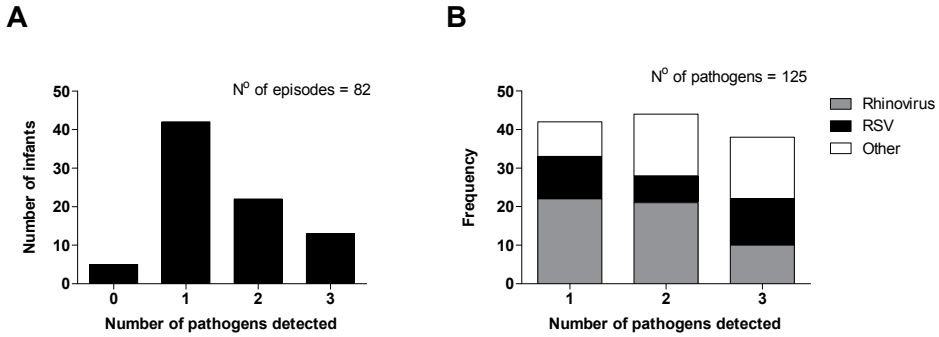 A
Nº of episodes = 82
Number of infants
50
40
30
20
10
0
0 1 2 3
Number of pathogens detected
B
Nº of pathogens = 125
Frequency
50
40
30
20
10
0
1 2 3
Number of pathogens detected
Rhinovirus
RSV
Other